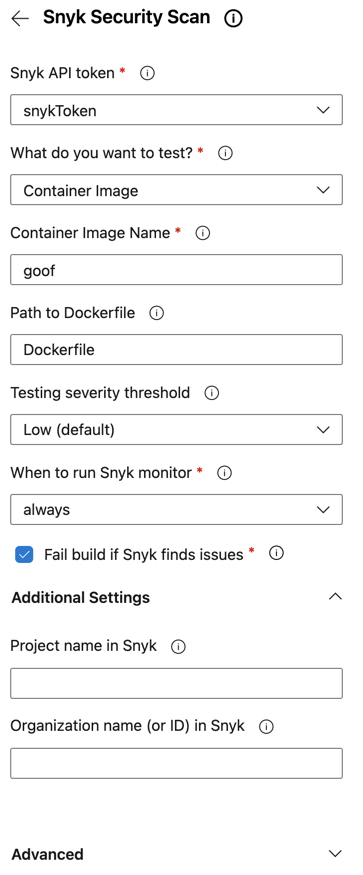 Snyk Security Scan
Snyk API token *
snykToken
What do you want to test? *
Container Image
Container Image Name *
goof
Path to Dockerfile
Dockerfile
Testing severity threshold
Low (default)
When to run Snyk monitor *
always
Fail build if Snyk finds issues *
Additional Settings
Project name in Snyk
Organization name (or ID) in Snyk
Advanced